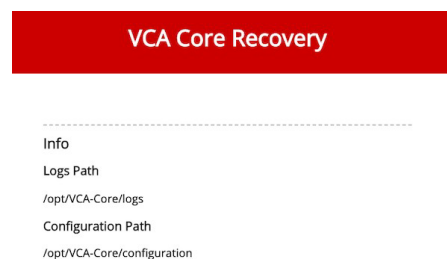 VCA Core Recovery
Info
Logs Path
/opt/VCA-Core/logs
Configuration Path
/opt/VCA-Core/configuration